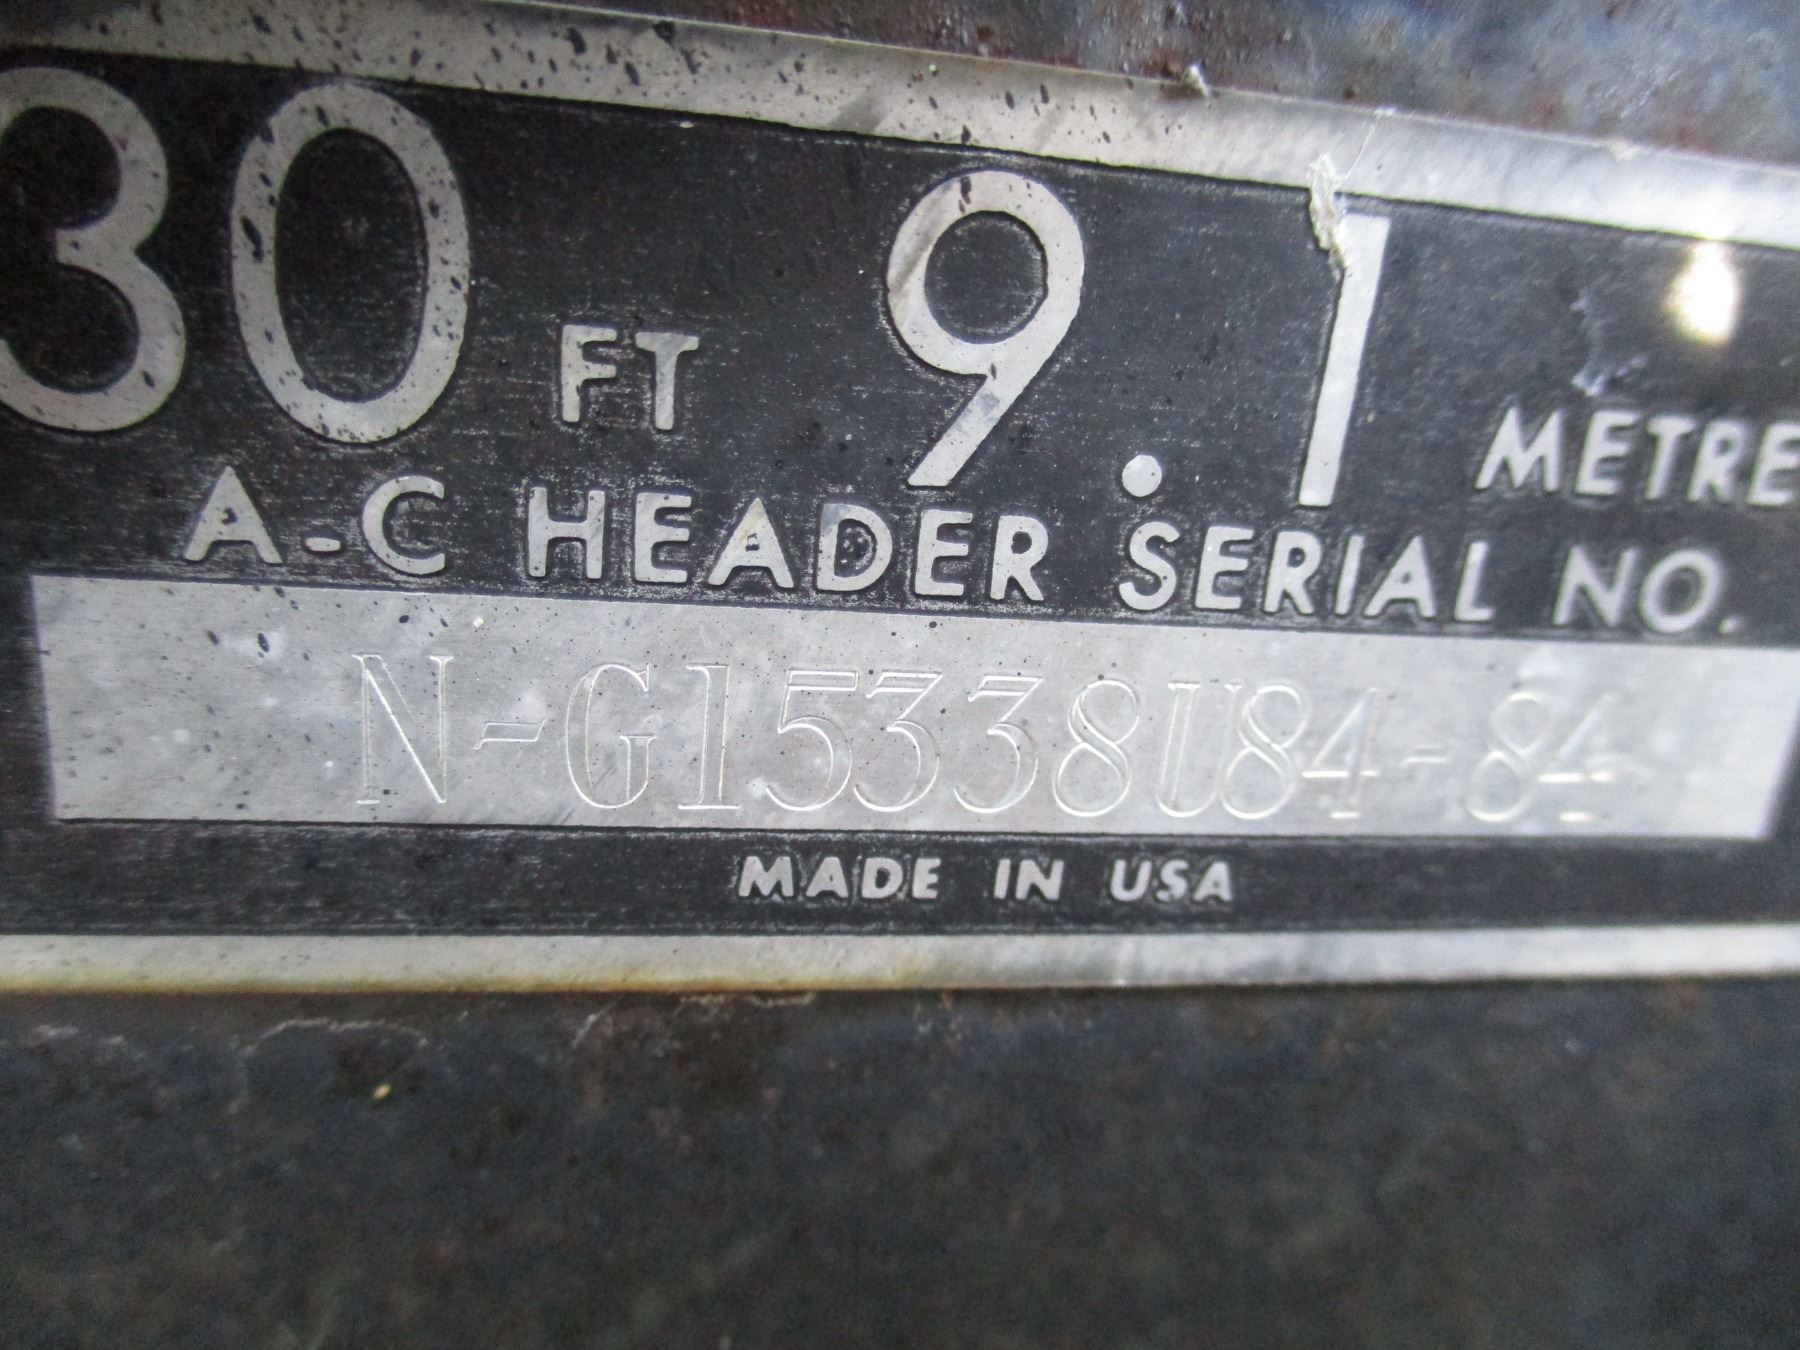 30 FT 9.1 METRE
A-C HEADER SERIAL NO.
N-G15338U84-84
MADE IN USA